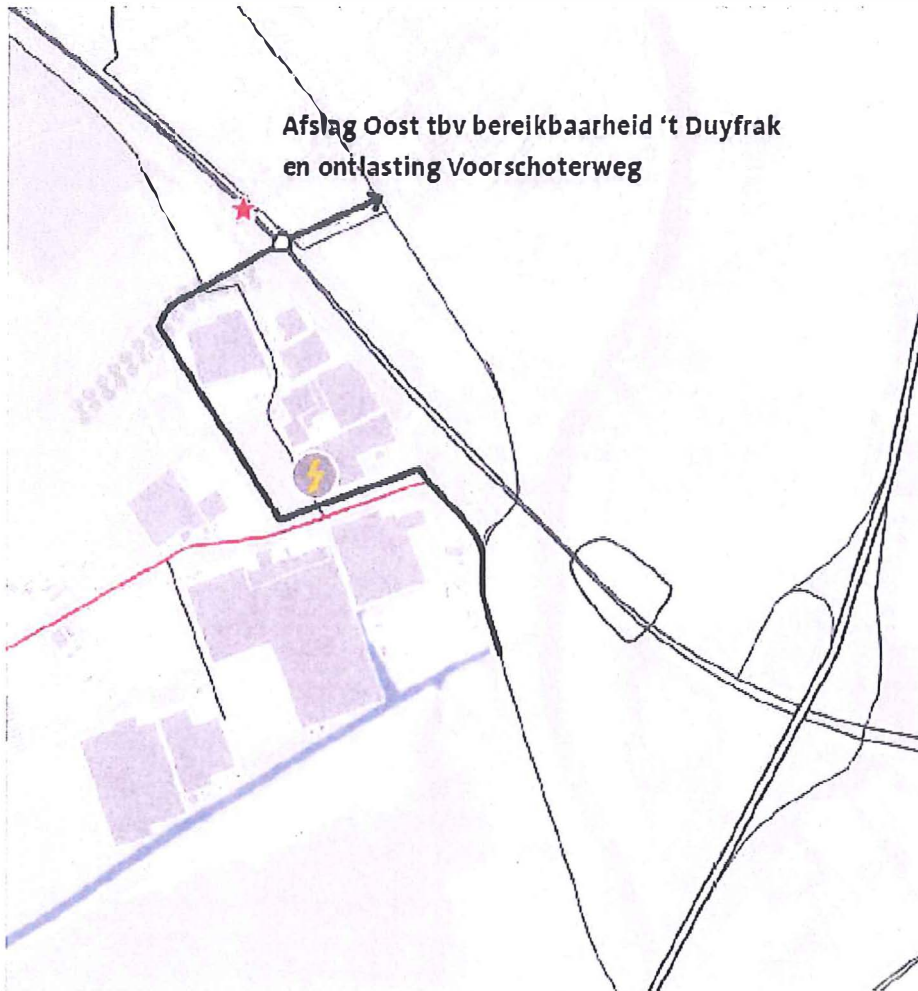 Afslag Oost tbv bereikbaarheid ‘t Duyfrak
en ontlasting Voorschoterweg